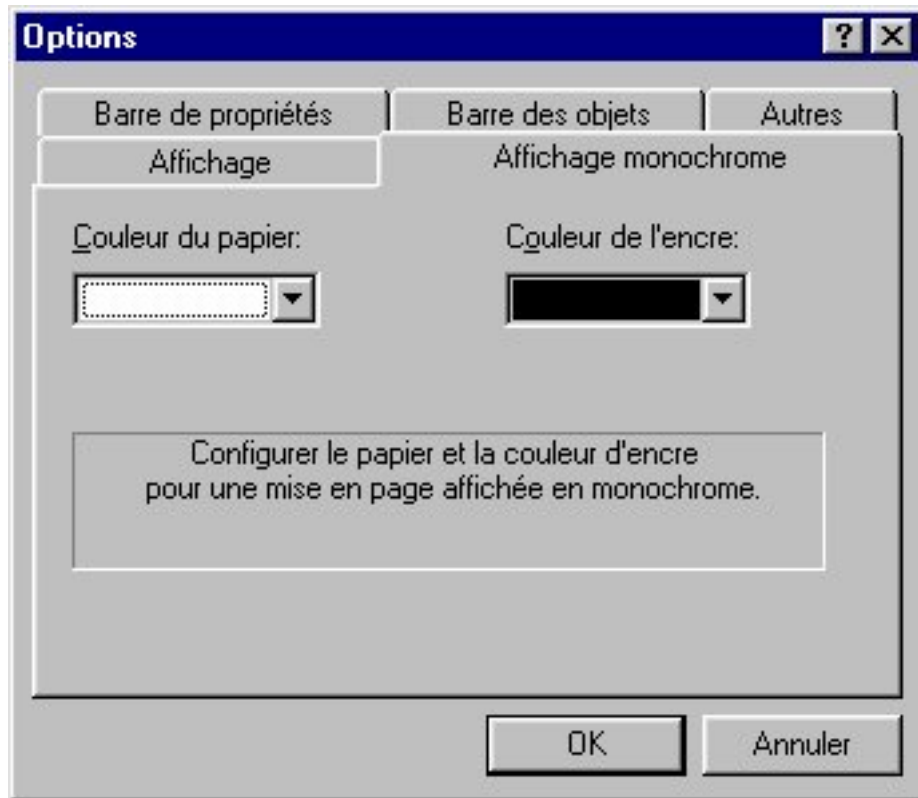 Options
Barre de propriétés
Barre des objets
Autres
Affichage
Affichage monochrome
Couleur du papier:
Couleur de l'encre:
Configurer le papier et la couleur d'encre
pour une mise en page affichée en monochrome.
OK
Annuler